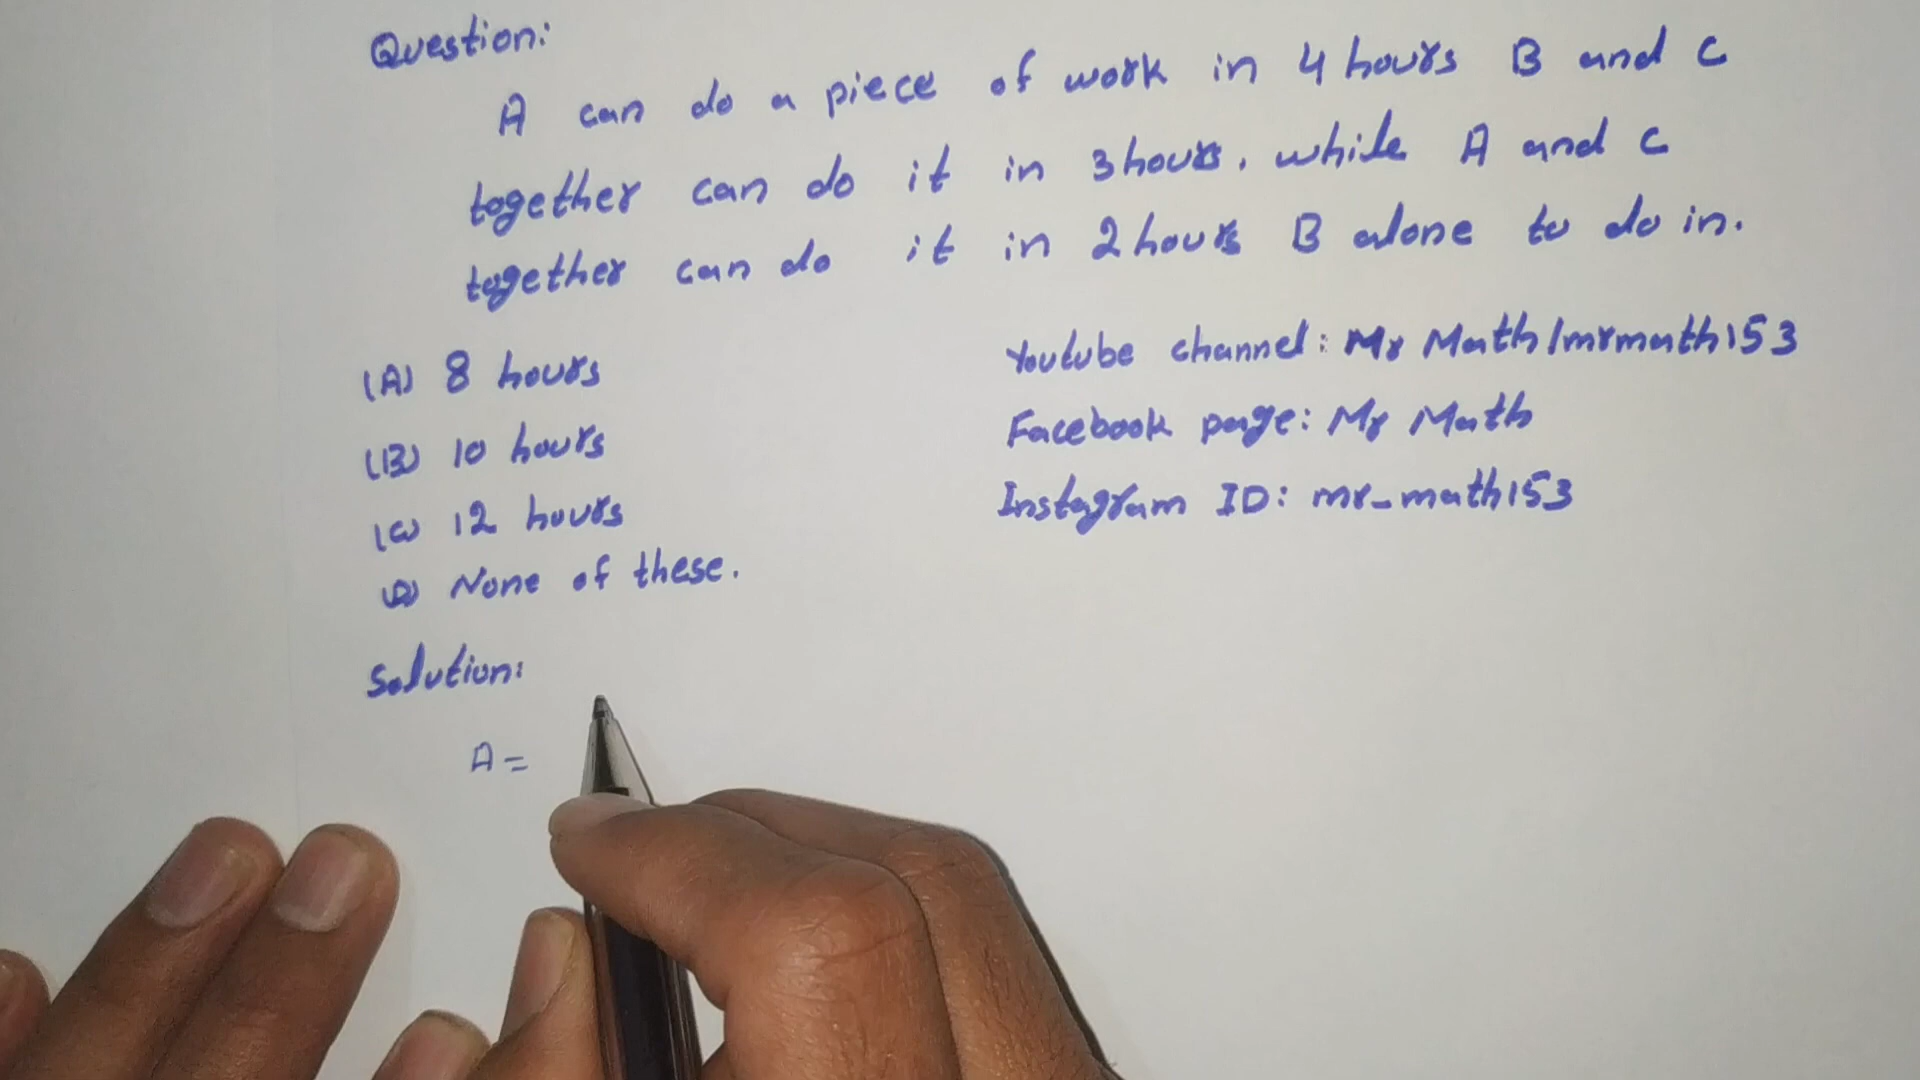 Question:
A can do a piece of work in 4 hours B and C
together can do it in 3 hours. while A and C
together can do it in 2 hours B alone to do in.
(A) 8 hours
(B) 10 hours
(C) 12 hours
(D) None of these.
Youtube channel: Mr Math/mrmath153
Facebook page: Mr Math
Instagram ID: mr_math153
Solution:
A =